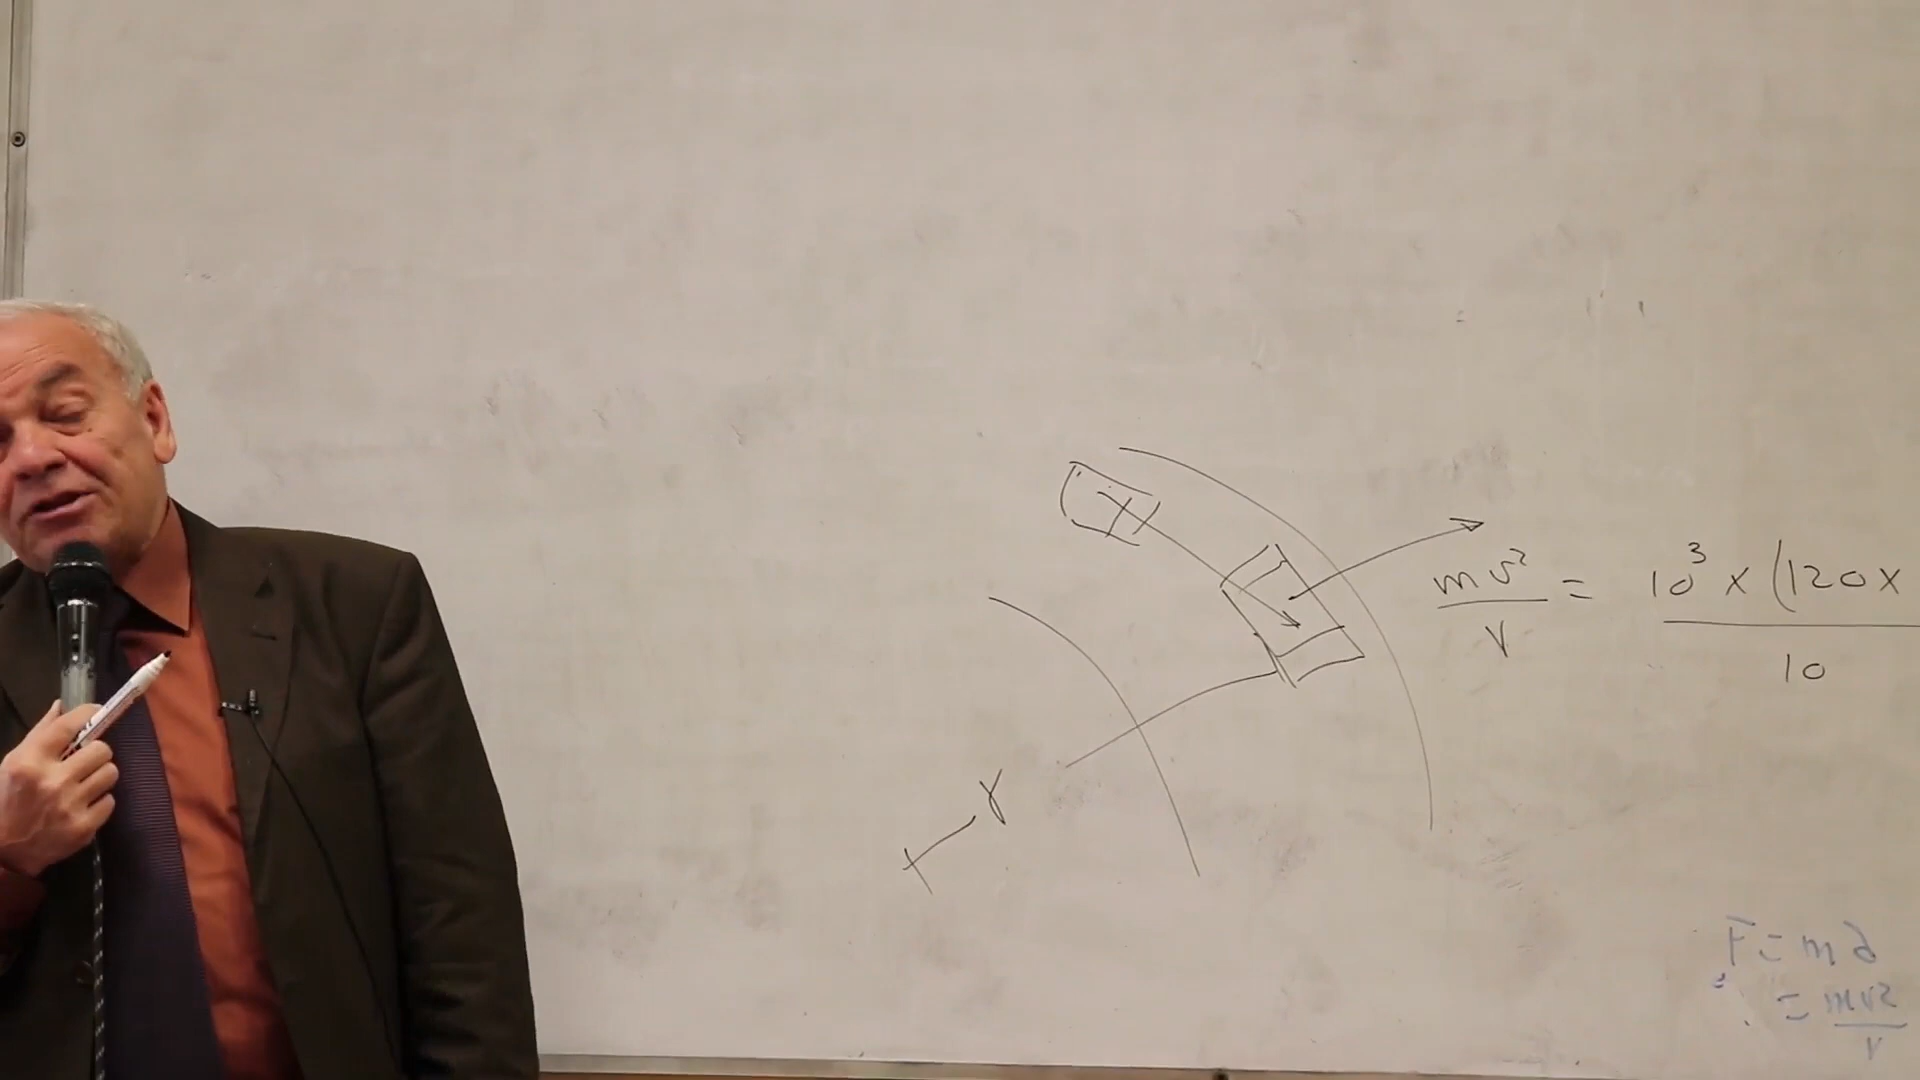 mv² / r = 10³ x (120 x / 10
r
F = ma
= mv² / r